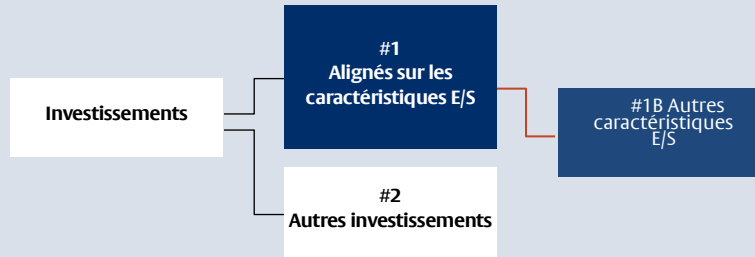 Investissements
#1
Alignés sur les
caractéristiques E/S
#1B Autres
caractéristiques
E/S
#2
Autres investissements